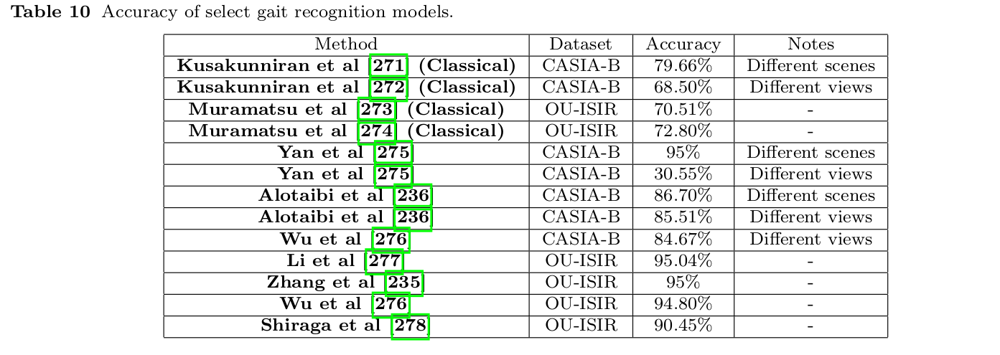 Table 10 Accuracy of select gait recognition models.
Method Dataset Accuracy Notes
Kusakunniran et al [271] (Classical) CASIA-B 79.66% Different scenes
Kusakunniran et al [272] (Classical) CASIA-B 68.50% Different views
Muramatsu et al [273] (Classical) OU-ISIR 70.51% -
Muramatsu et al [274] (Classical) OU-ISIR 72.80% -
Yan et al [275] CASIA-B 95% Different scenes
Yan et al [275] CASIA-B 30.55% Different views
Alotaibi et al [236] CASIA-B 86.70% Different scenes
Alotaibi et al [236] CASIA-B 85.51% Different views
Wu et al [276] CASIA-B 84.67% Different views
Li et al [277] OU-ISIR 95.04% -
Zhang et al [235] OU-ISIR 95% -
Wu et al [276] OU-ISIR 94.80% -
Shiraga et al [278] OU-ISIR 90.45% -